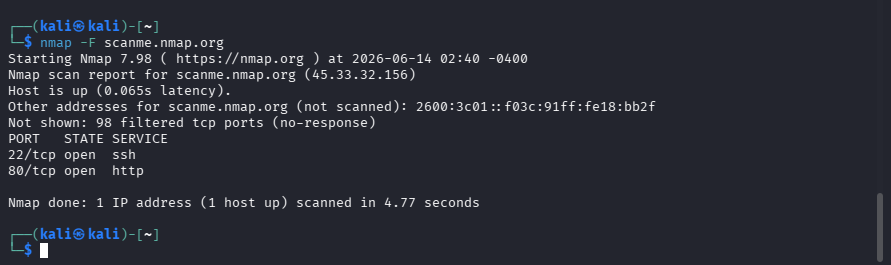 ┌──(kali㉿kali)-[~]
└─$ nmap -F scanme.nmap.org
Starting Nmap 7.98 ( https://nmap.org ) at 2026-06-14 02:40 -0400
Nmap scan report for scanme.nmap.org (45.33.32.156)
Host is up (0.065s latency).
Other addresses for scanme.nmap.org (not scanned): 2600:3c01::f03c:91ff:fe18:bb2f
Not shown: 98 filtered tcp ports (no-response)
PORT   STATE SERVICE
22/tcp open  ssh
80/tcp open  http
Nmap done: 1 IP address (1 host up) scanned in 4.77 seconds
┌──(kali㉿kali)-[~]
└─$